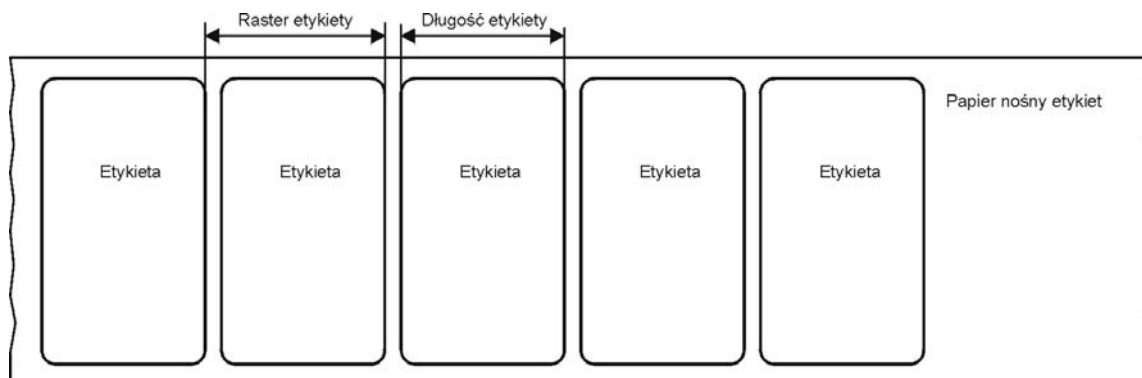 Raster etykiety
Długość etykiety
Papier nośny etykiet
Etykieta
Etykieta
Etykieta
Etykieta
Etykieta